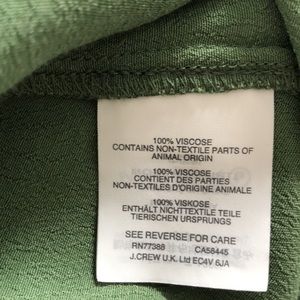 100% VISCOSE
CONTAINS NON-TEXTILE PARTS OF
ANIMAL ORIGIN
100% VISCOSE
CONTIENT DES PARTIES
NON-TEXTILES D'ORIGINE ANIMALE
100% VISKOSE
ENTHÄLT NICHTTEXTILE TEILE
TIERISCHEN URSPRUNGS
SEE REVERSE FOR CARE
RN77388 CA58445
J.CREW U.K. Ltd EC4V 6JA